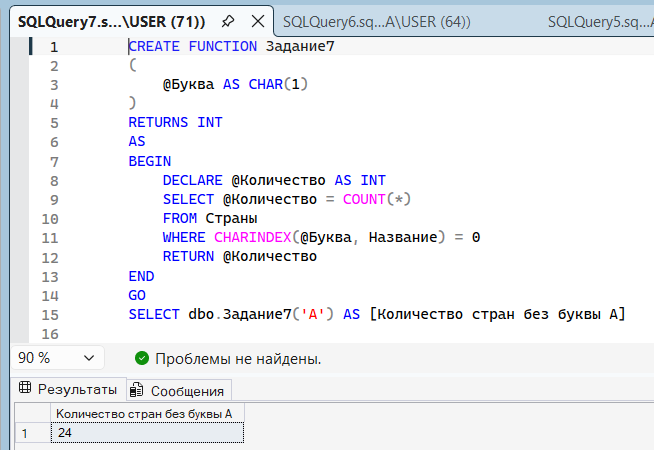 SQLQuery7.s...\USER (71))
SQLQuery6.sq...A\USER (64))
SQLQuery5.sq...
1 CREATE FUNCTION Задание7
2 (
3 @Буква AS CHAR(1)
4 )
5 RETURNS INT
6 AS
7 BEGIN
8 DECLARE @Количество AS INT
9 SELECT @Количество = COUNT(*)
10 FROM Страны
11 WHERE CHARINDEX(@Буква, Название) = 0
12 RETURN @Количество
13 END
14 GO
15 SELECT dbo.Задание7('А') AS [Количество стран без буквы А]
16
90 %
Проблемы не найдены.
Результаты
Сообщения
Количество стран без буквы А
1 24